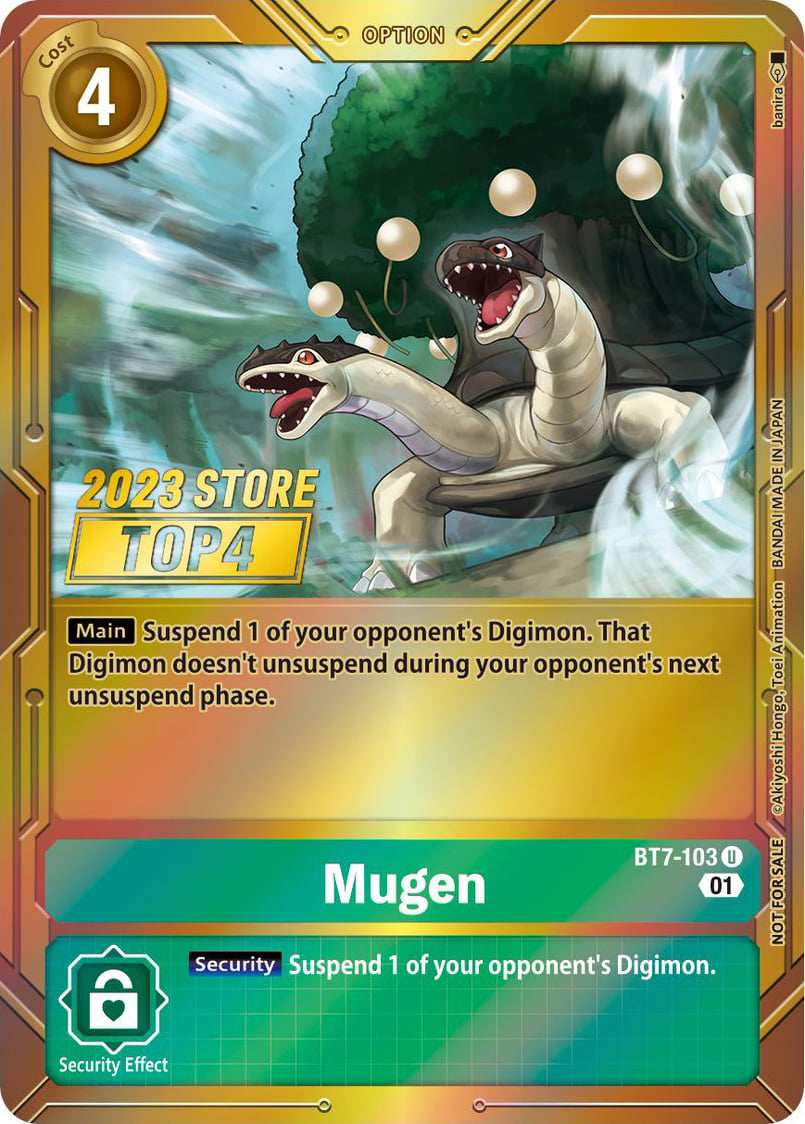 OPTION
Cost
4
banira
2023 STORE
TOP4
Main Suspend 1 of your opponent's Digimon. That
Digimon doesn't unsuspend during your opponent's next
unsuspend phase.
©Akiyoshi Hongo, Toei Animation BANDAI MADE IN JAPAN
NOT FOR SALE
BT7-103 U
01
Mugen
Security Suspend 1 of your opponent's Digimon.
Security Effect